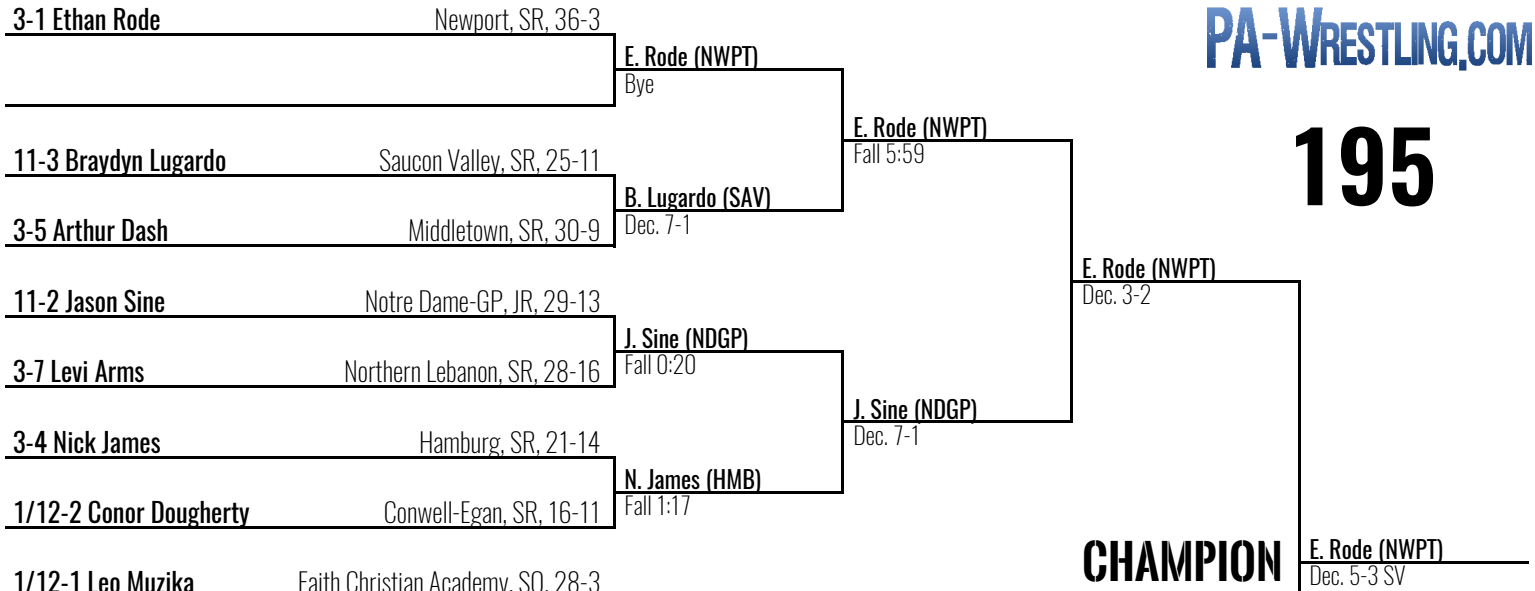 3-1 Ethan Rode Newport, SR, 36-3
PA-WRESTLING.COM
E. Rode (NWPT)
Bye
E. Rode (NWPT)
Fall 5:59
195
11-3 Braydyn Lugardo Saucon Valley, SR, 25-11
B. Lugardo (SAV)
Dec. 7-1
3-5 Arthur Dash Middletown, SR, 30-9
E. Rode (NWPT)
Dec. 3-2
11-2 Jason Sine Notre Dame-GP, JR, 29-13
J. Sine (NDGP)
Fall 0:20
3-7 Levi Arms Northern Lebanon, SR, 28-16
J. Sine (NDGP)
Dec. 7-1
3-4 Nick James Hamburg, SR, 21-14
N. James (HMB)
Fall 1:17
1/12-2 Conor Dougherty Conwell-Egan, SR, 16-11
CHAMPION
E. Rode (NWPT)
Dec. 5-3 SV
1/12-1 Leo Muzika Faith Christian Academy, SO, 28-3